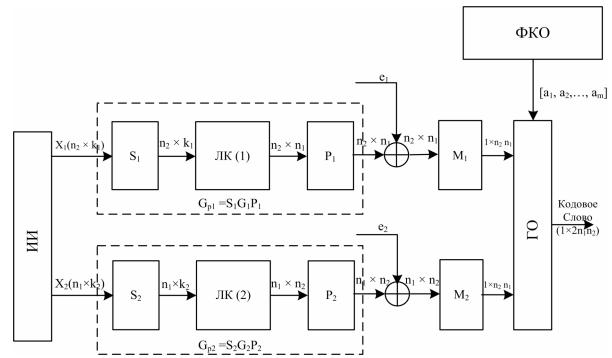 ФКО
[a₁, a₂,…, aₘ]
e₁
X₁(n₂ × k₁)
S₁
n₂ × k₁
ЛК (1)
n₂ × n₁
P₁
n₂ × n₁
n₂ × n₁
M₁
1×n₂ n₁
Gₚ₁ =S₁G₁P₁
ИИ
ГО
Кодовое
Слово
(1×2n₁n₂)
e₂
X₂(n₁×k₂)
S₂
n₁×k₂
ЛК (2)
n₁ × n₂
P₂
n₁ × n₂
n₁ × n₂
M₂
1×n₂ n₁
Gₚ₂ =S₂G₂P₂